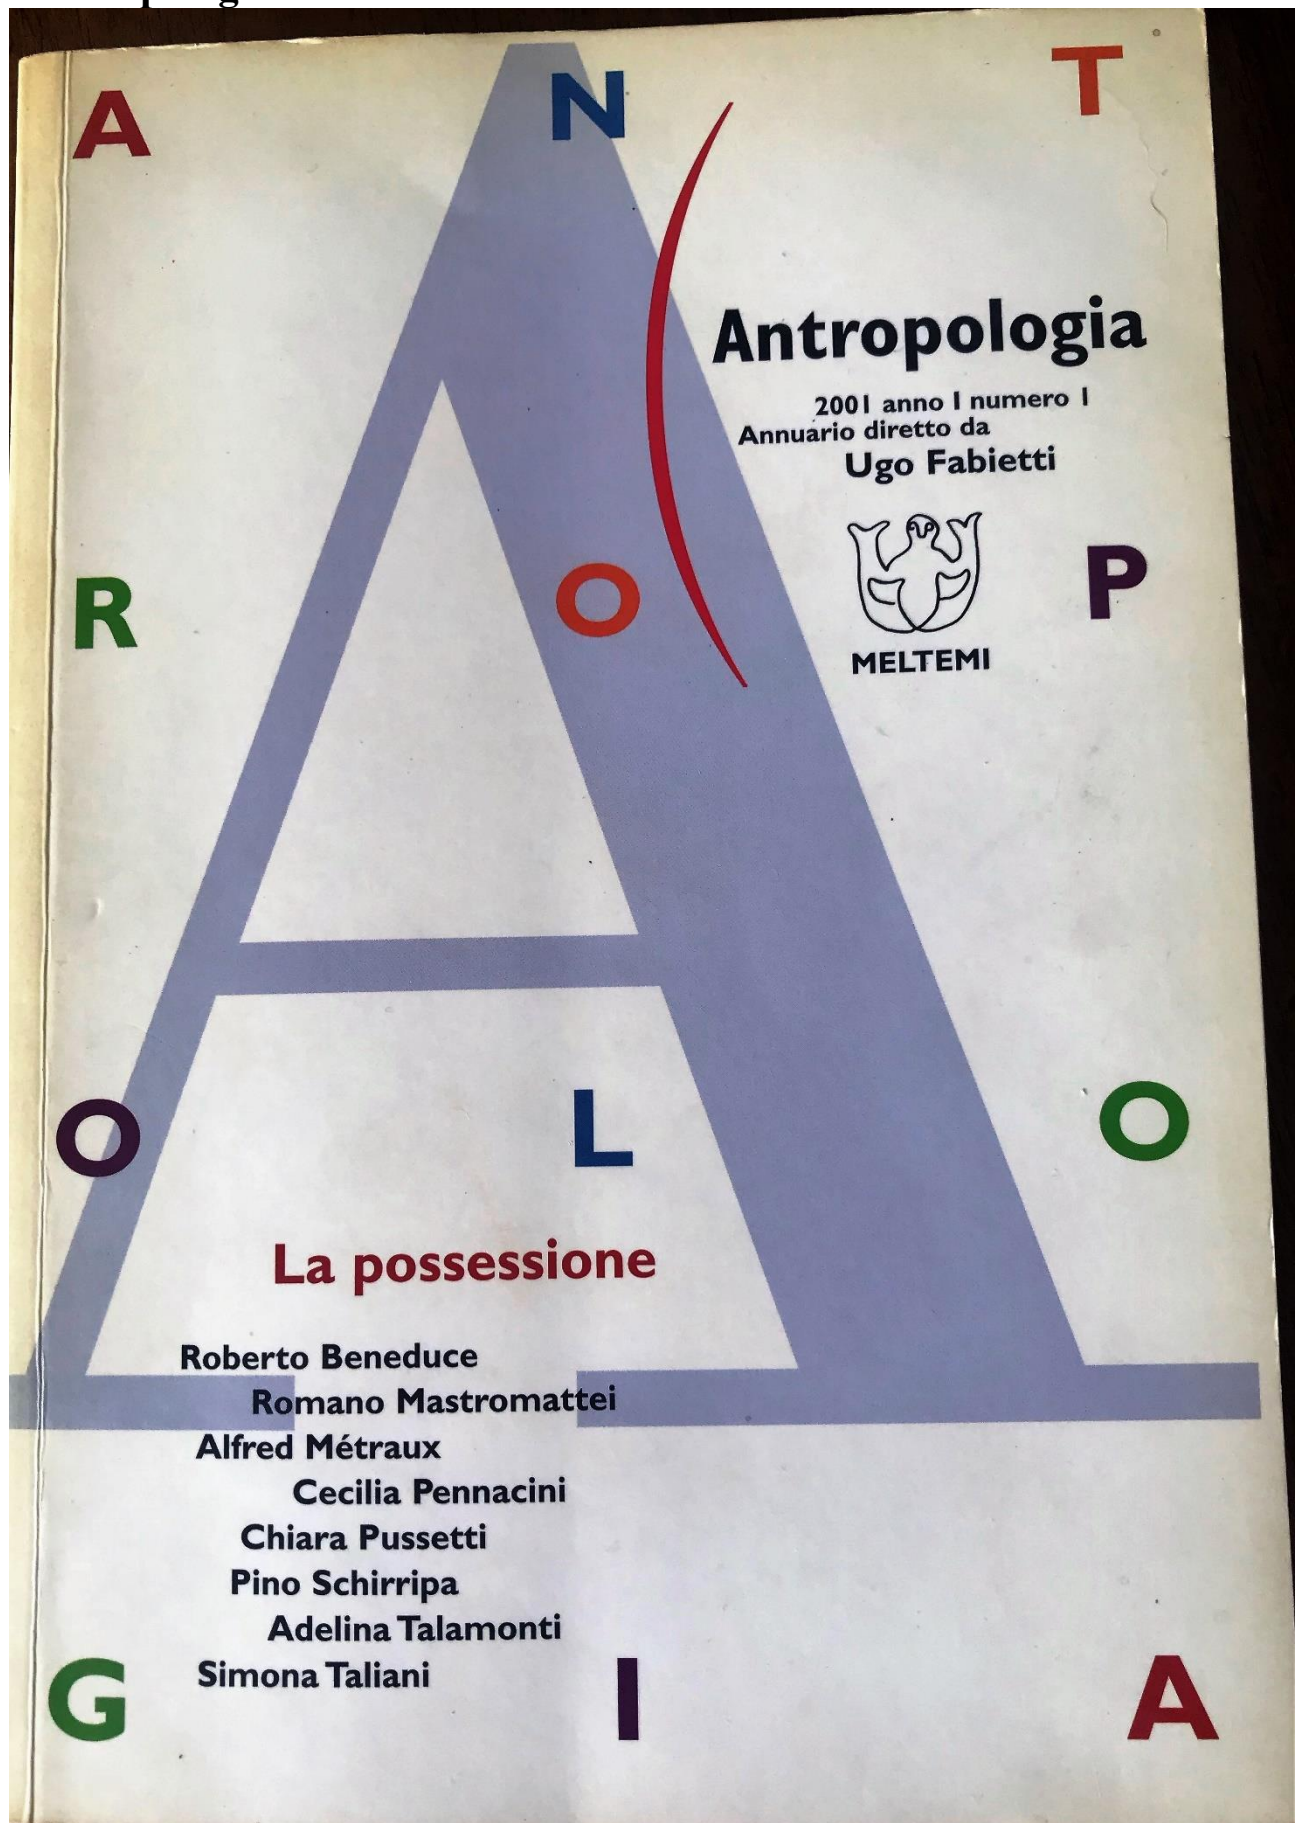 A N T
Antropologia
2001 anno I numero 1
Annuario diretto da
Ugo Fabietti
R O P
MELTEMI
O L O
La possessione
Roberto Beneduce
Romano Mastromattei
Alfred Métraux
Cecilia Pennacini
Chiara Pussetti
Pino Schirripa
Adelina Talamonti
Simona Taliani
G I A